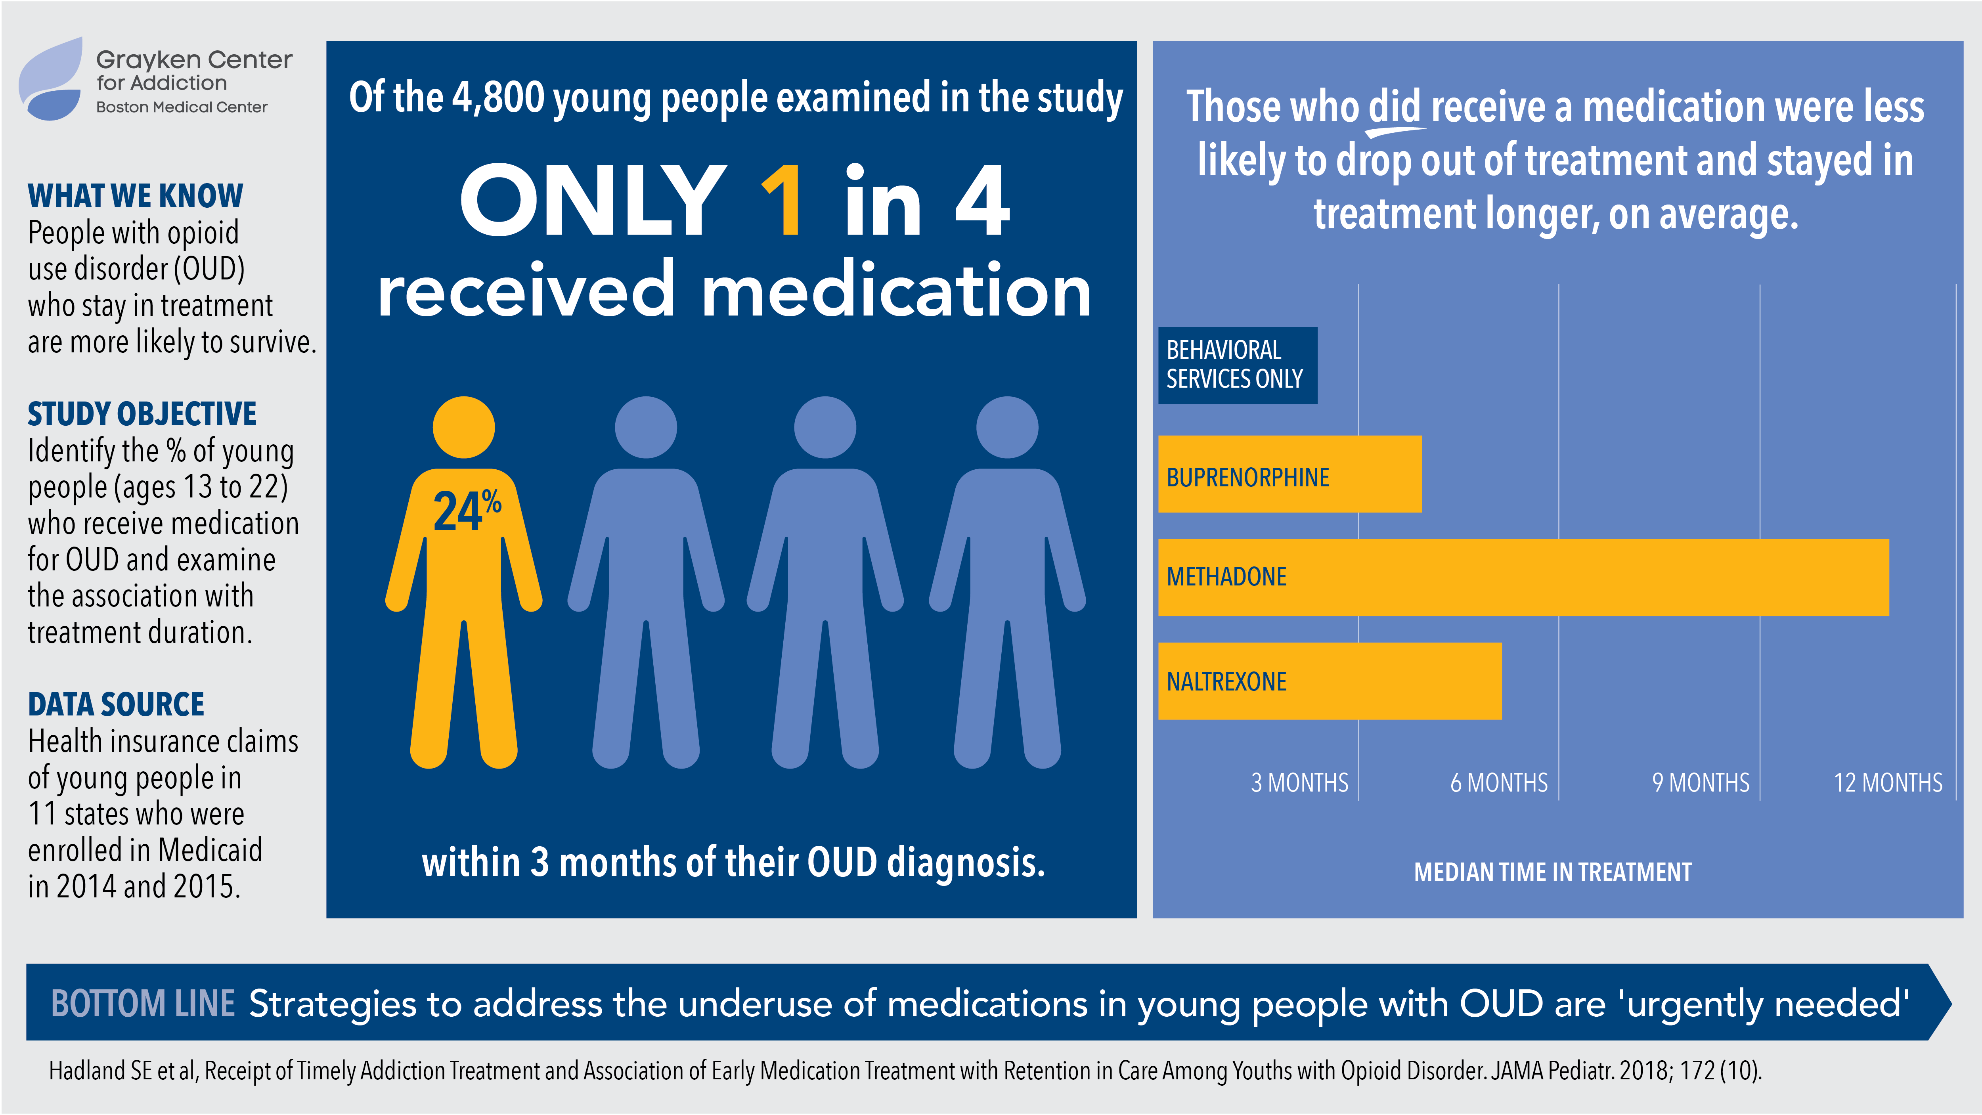 Grayken Center
for Addiction
Boston Medical Center
WHAT WE KNOW
People with opioid
use disorder (OUD)
who stay in treatment
are more likely to survive.
STUDY OBJECTIVE
Identify the % of young
people (ages 13 to 22)
who receive medication
for OUD and examine
the association with
treatment duration.
DATA SOURCE
Health insurance claims
of young people in
11 states who were
enrolled in Medicaid
in 2014 and 2015.
Of the 4,800 young people examined in the study
ONLY 1 in 4
received medication
24%
within 3 months of their OUD diagnosis.
Those who did receive a medication were less
likely to drop out of treatment and stayed in
treatment longer, on average.
BEHAVIORAL
SERVICES ONLY
BUPRENORPHINE
METHADONE
NALTREXONE
3 MONTHS 6 MONTHS 9 MONTHS 12 MONTHS
MEDIAN TIME IN TREATMENT
BOTTOM LINE Strategies to address the underuse of medications in young people with OUD are 'urgently needed'
Hadland SE et al, Receipt of Timely Addiction Treatment and Association of Early Medication Treatment with Retention in Care Among Youths with Opioid Disorder. JAMA Pediatr. 2018; 172 (10).